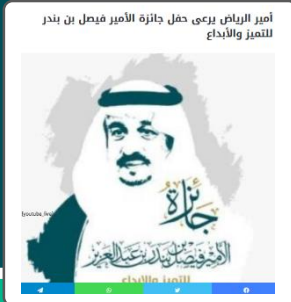 أمير الرياض يرعى حفل جائزة الأمير فيصل بن بندر
للتميز والأبداع
جائزة
الأمير فيصل بن بندر بن عبدالعزيز
للتميز والإبداع